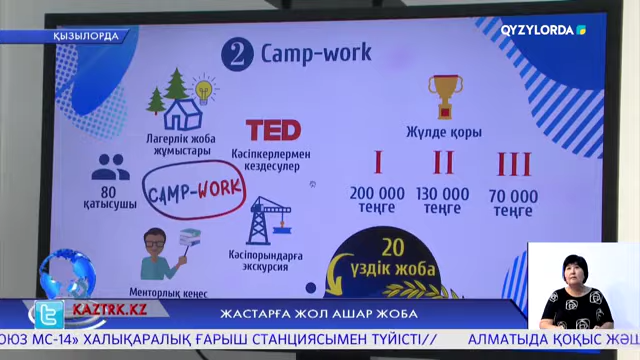 ҚЫЗЫЛОРДА
QYZYLORDA
2 Camp-work
Лагерлік жоба
жұмыстары
TED
Кәсіпкерлермен
кездесулер
80
қатысушы
CAMP-WORK
Кәсіпорындарға
экскурсия
Менторлық кеңес
Жүлде қоры
I II III
200 000
теңге
130 000
теңге
70 000
теңге
20
үздік жоба
KAZTRK.KZ
ЖАСТАРҒА ЖОЛ АШАР ЖОБА
ОЮЗ МС-14» ХАЛЫҚАРАЛЫҚ ҒАРЫШ СТАНЦИЯСЫМЕН ТҮЙІСТІ// АЛМАТЫДА ҚОҚЫС ЖӘШ